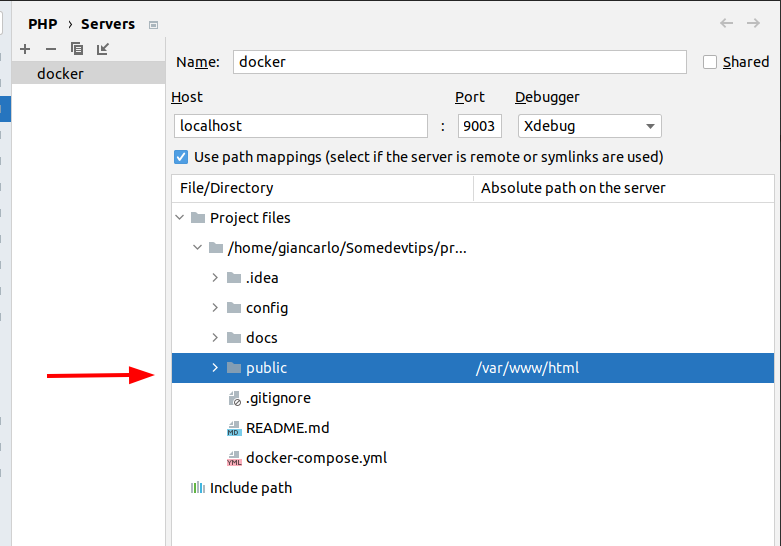 PHP › Servers
docker
Name: docker Shared
Host Port Debugger
localhost : 9003 Xdebug
Use path mappings (select if the server is remote or symlinks are used)
File/Directory Absolute path on the server
Project files
/home/giancarlo/Somedevtips/pr...
.idea
config
docs
public /var/www/html
.gitignore
MD README.md
YML docker-compose.yml
Include path